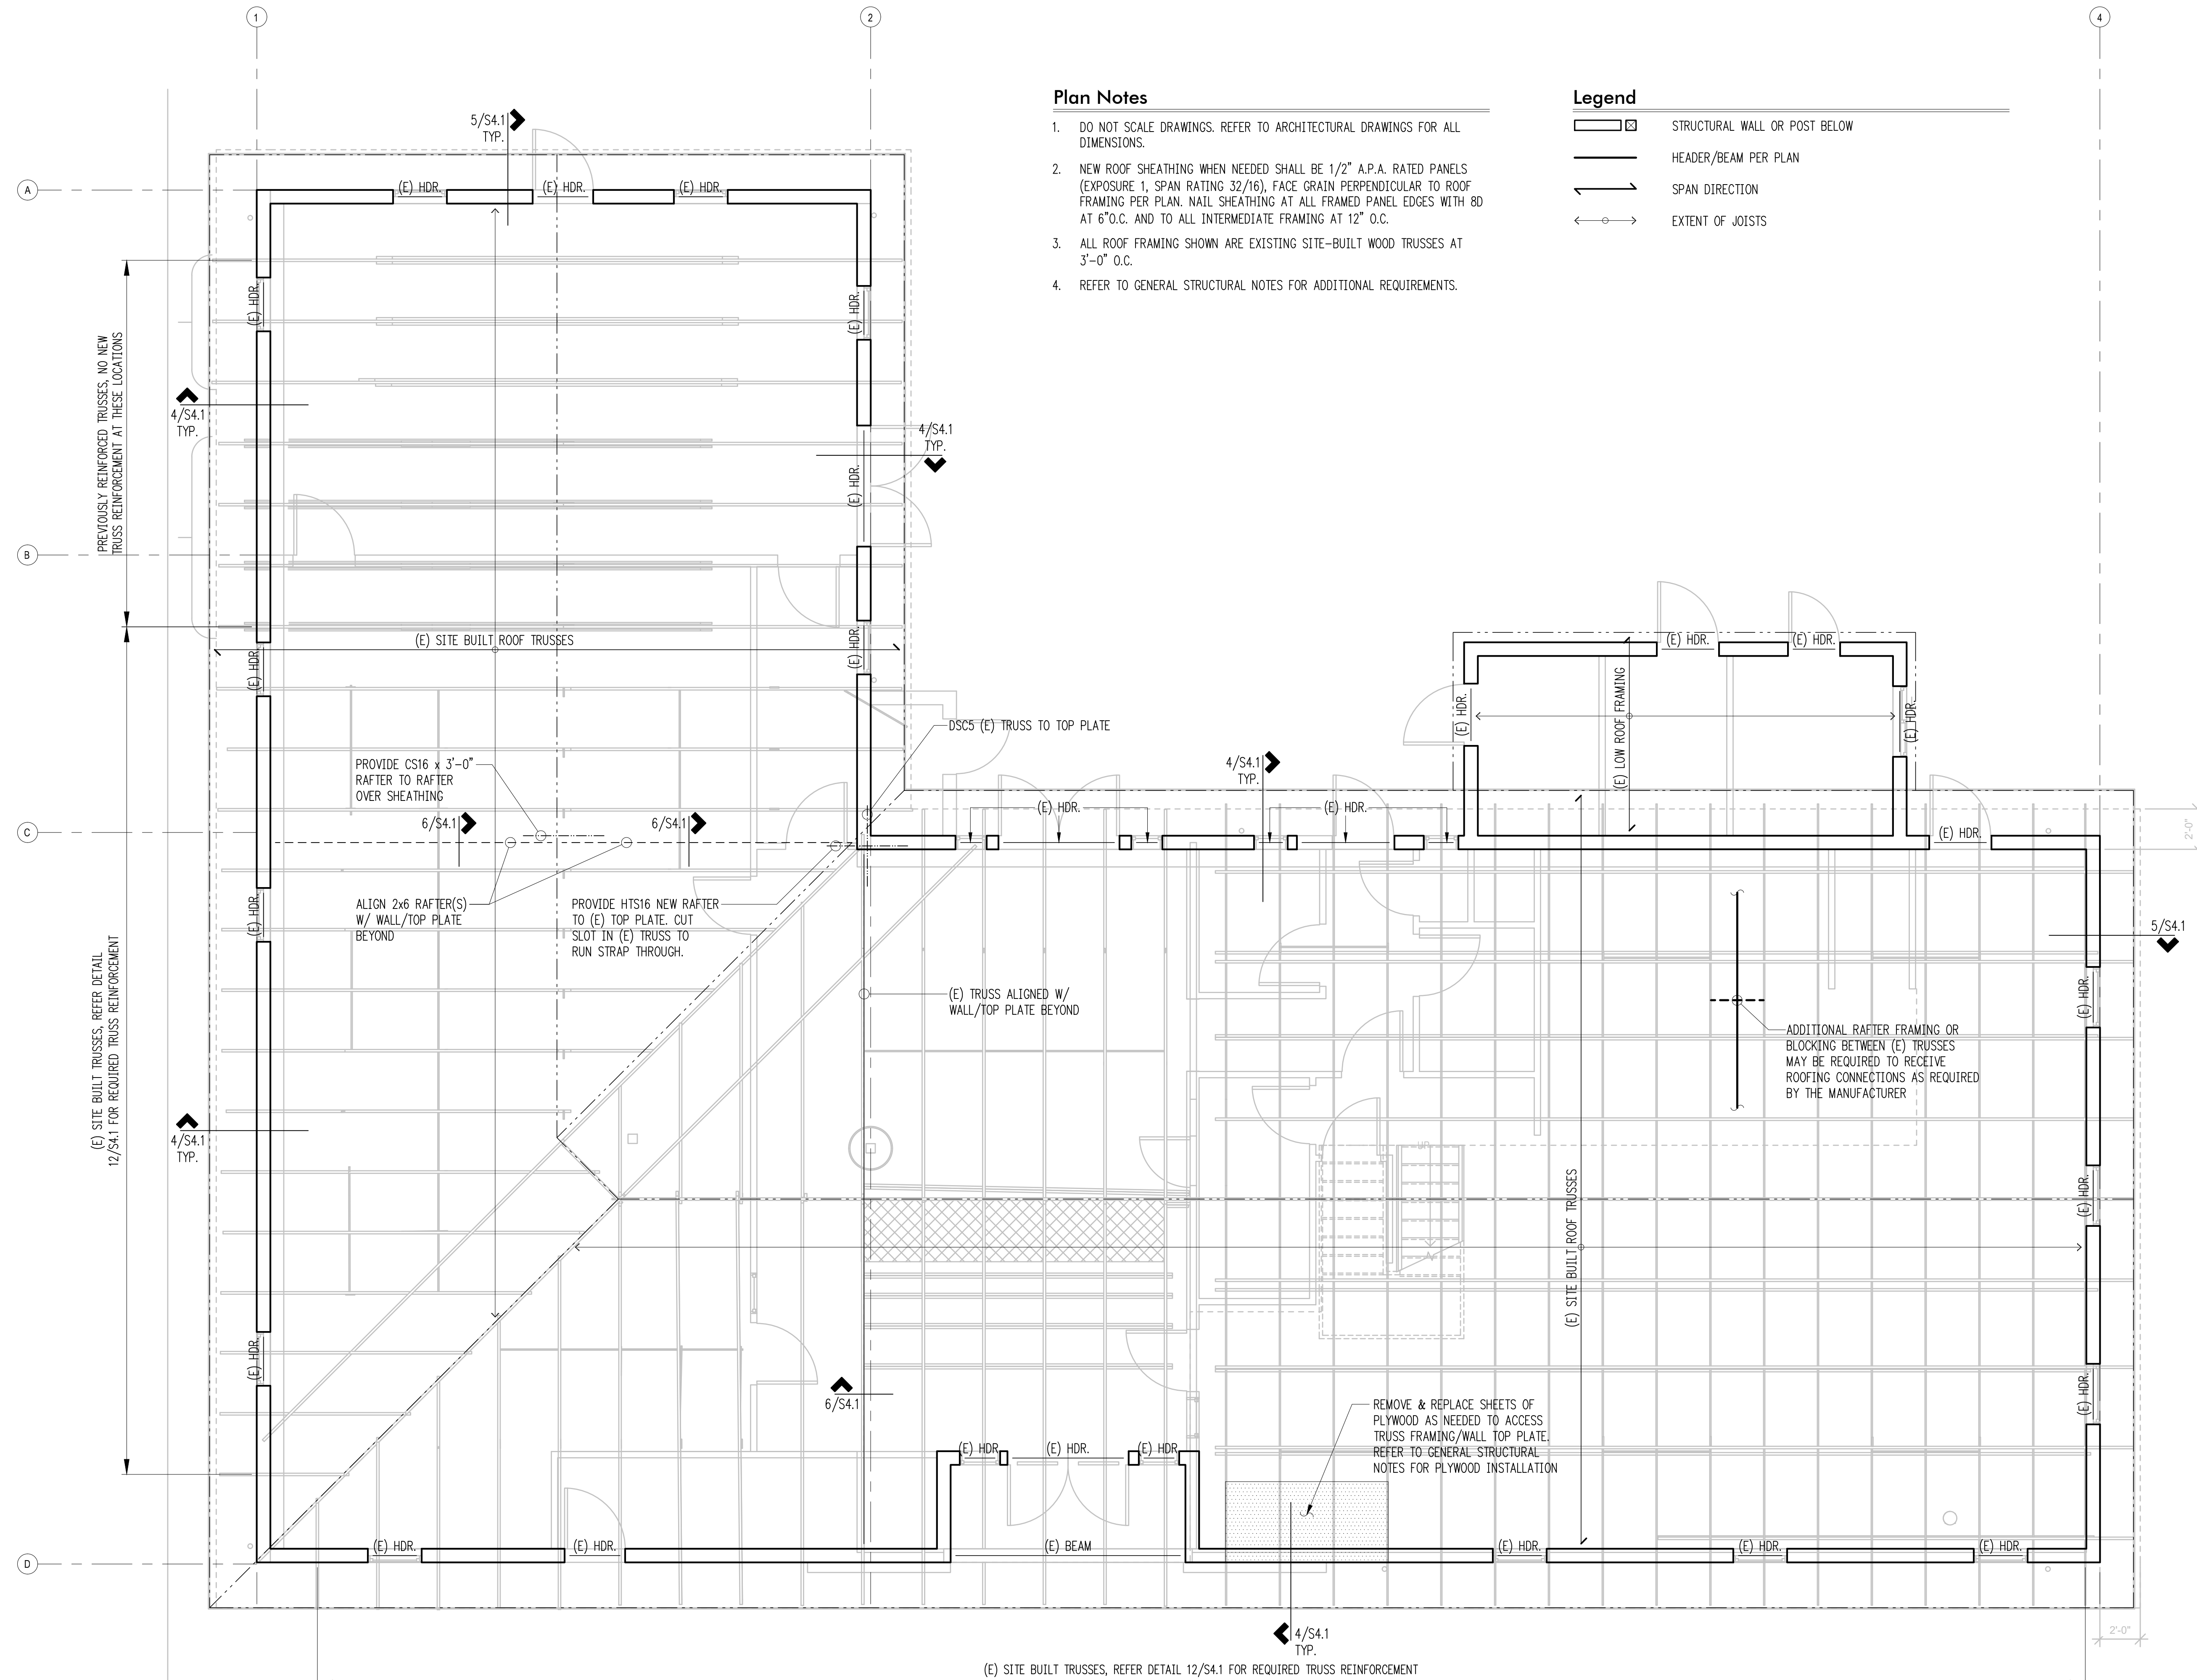 1
2
4
A
B
C
D
Plan Notes
1. DO NOT SCALE DRAWINGS. REFER TO ARCHITECTURAL DRAWINGS FOR ALL
DIMENSIONS.
2. NEW ROOF SHEATHING WHEN NEEDED SHALL BE 1/2" A.P.A. RATED PANELS
(EXPOSURE 1, SPAN RATING 32/16), FACE GRAIN PERPENDICULAR TO ROOF
FRAMING PER PLAN. NAIL SHEATHING AT ALL FRAMED PANEL EDGES WITH 8D
AT 6"O.C. AND TO ALL INTERMEDIATE FRAMING AT 12" O.C.
3. ALL ROOF FRAMING SHOWN ARE EXISTING SITE-BUILT WOOD TRUSSES AT
3'-0" O.C.
4. REFER TO GENERAL STRUCTURAL NOTES FOR ADDITIONAL REQUIREMENTS.
Legend
STRUCTURAL WALL OR POST BELOW
HEADER/BEAM PER PLAN
SPAN DIRECTION
EXTENT OF JOISTS
5/S4.1
TYP.
(E) HDR.
(E) HDR.
(E) HDR.
(E) HDR.
(E) HDR.
PREVIOUSLY REINFORCED TRUSSES, NO NEW
TRUSS REINFORCEMENT AT THESE LOCATIONS
4/S4.1
TYP.
4/S4.1
TYP.
(E) HDR.
(E) SITE BUILT ROOF TRUSSES
(E) HDR.
(E) HDR.
(E) HDR.
(E) HDR.
(E) HDR.
(E) HDR.
(E) LOW ROOF FRAMING
DSC5 (E) TRUSS TO TOP PLATE
PROVIDE CS16 x 3'-0"
RAFTER TO RAFTER
OVER SHEATHING
4/S4.1
TYP.
6/S4.1
6/S4.1
(E) HDR.
(E) HDR.
(E) HDR.
2'-0"
ALIGN 2x6 RAFTER(S)
W/ WALL/TOP PLATE
BEYOND
PROVIDE HTS16 NEW RAFTER
TO (E) TOP PLATE. CUT
SLOT IN (E) TRUSS TO
RUN STRAP THROUGH.
(E) HDR.
5/S4.1
(E) TRUSS ALIGNED W/
WALL/TOP PLATE BEYOND
(E) HDR.
ADDITIONAL RAFTER FRAMING OR
BLOCKING BETWEEN (E) TRUSSES
MAY BE REQUIRED TO RECEIVE
ROOFING CONNECTIONS AS REQUIRED
BY THE MANUFACTURER
(E) SITE BUILT TRUSSES, REFER DETAIL
12/S4.1 FOR REQUIRED TRUSS REINFORCEMENT
4/S4.1
TYP.
UP
(E) HDR.
(E) SITE BUILT ROOF TRUSSES
(E) HDR.
(E) HDR.
6/S4.1
REMOVE & REPLACE SHEETS OF
PLYWOOD AS NEEDED TO ACCESS
TRUSS FRAMING/WALL TOP PLATE.
REFER TO GENERAL STRUCTURAL
NOTES FOR PLYWOOD INSTALLATION
(E) HDR.
(E) HDR.
(E) HDR.
(E) HDR.
(E) HDR.
(E) BEAM
(E) HDR.
(E) HDR.
(E) HDR.
4/S4.1
TYP.
2'-0"
(E) SITE BUILT TRUSSES, REFER DETAIL 12/S4.1 FOR REQUIRED TRUSS REINFORCEMENT